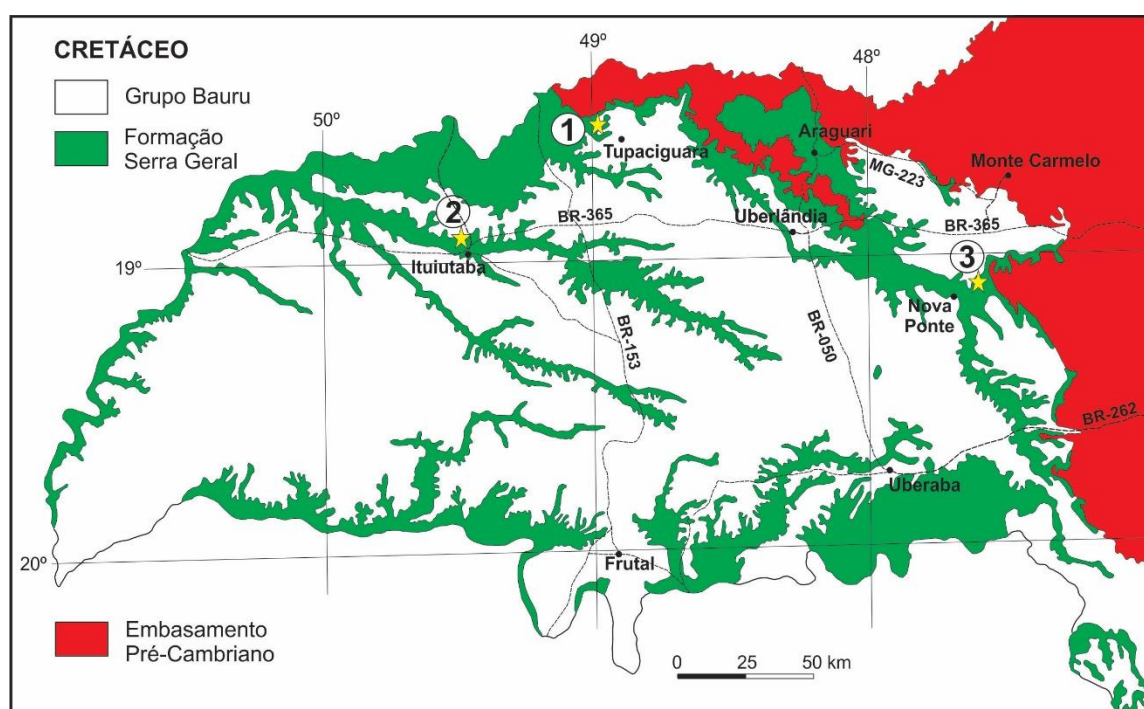 CRETÁCEO
Grupo Bauru
Formação
Serra Geral
49º
48º
50º
1
Tupaciguara
Araguari
MG-223
Monte Carmelo
2
BR-365
Uberlândia
BR-365
19º
Ituiutaba
3
Nova
Ponte
BR-153
BR-050
BR-262
Uberaba
20º
Frutal
Embasamento
Pré-Cambriano
0 25 50 km